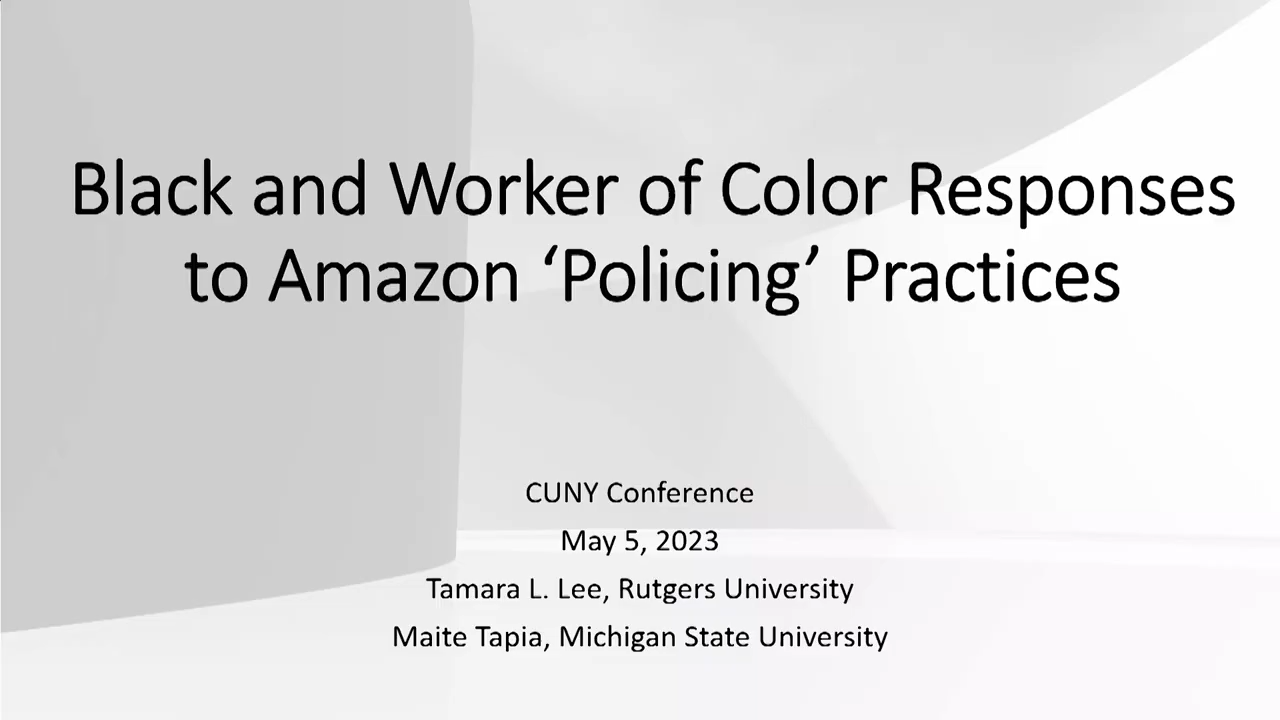 Black and Worker of Color Responses
to Amazon ‘Policing’ Practices
CUNY Conference
May 5, 2023
Tamara L. Lee, Rutgers University
Maite Tapia, Michigan State University